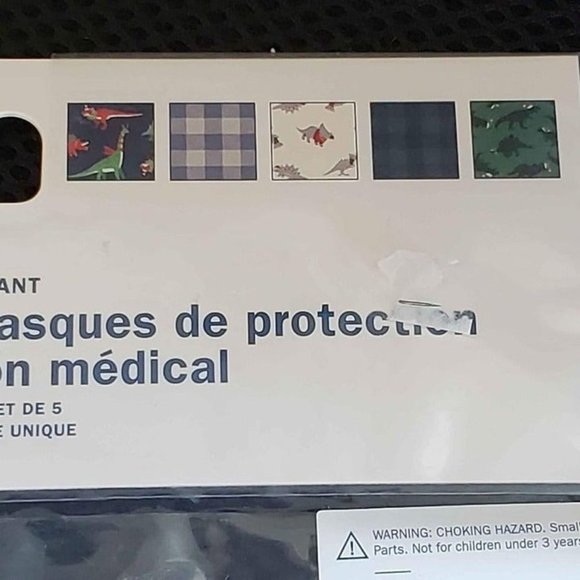 ANT
asques de protection
on médical
ET DE 5
E UNIQUE
WARNING: CHOKING HAZARD. Small
Parts. Not for children under 3 years